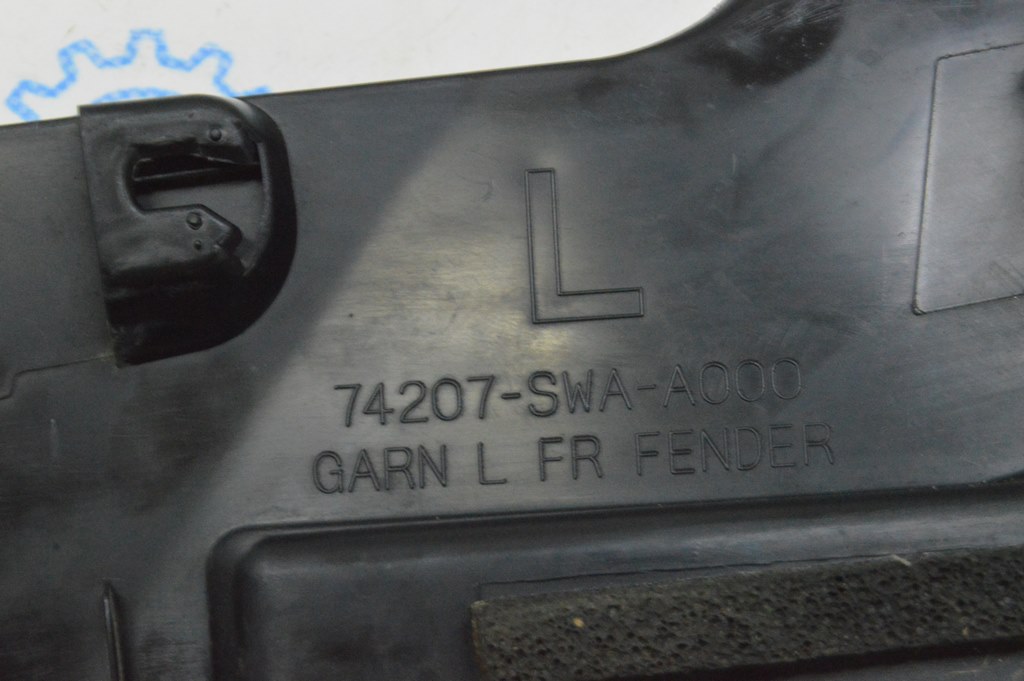 L
74207-SWA-A000
GARN L FR FENDER